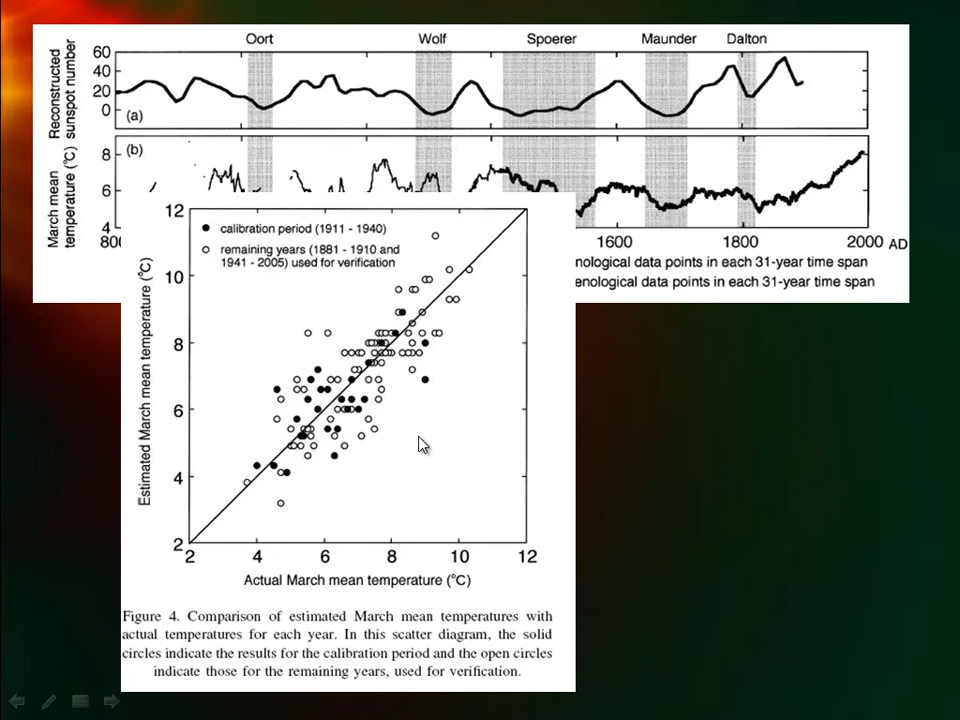 Oort Wolf Spoerer Maunder Dalton
Reconstructed
sunspot number
60
40
20
0
(a)
March mean
temperature (°C)
8
6
4
(b)
1600 1800 2000 AD
nological data points in each 31-year time span
enological data points in each 31-year time span
Estimated March mean temperature (°C)
12
10
8
6
4
2
calibration period (1911 - 1940)
remaining years (1881 - 1910 and
1941 - 2005) used for verification
2 4 6 8 10 12
Actual March mean temperature (°C)
Figure 4. Comparison of estimated March mean temperatures with
actual temperatures for each year. In this scatter diagram, the solid
circles indicate the results for the calibration period and the open circles
indicate those for the remaining years, used for verification.